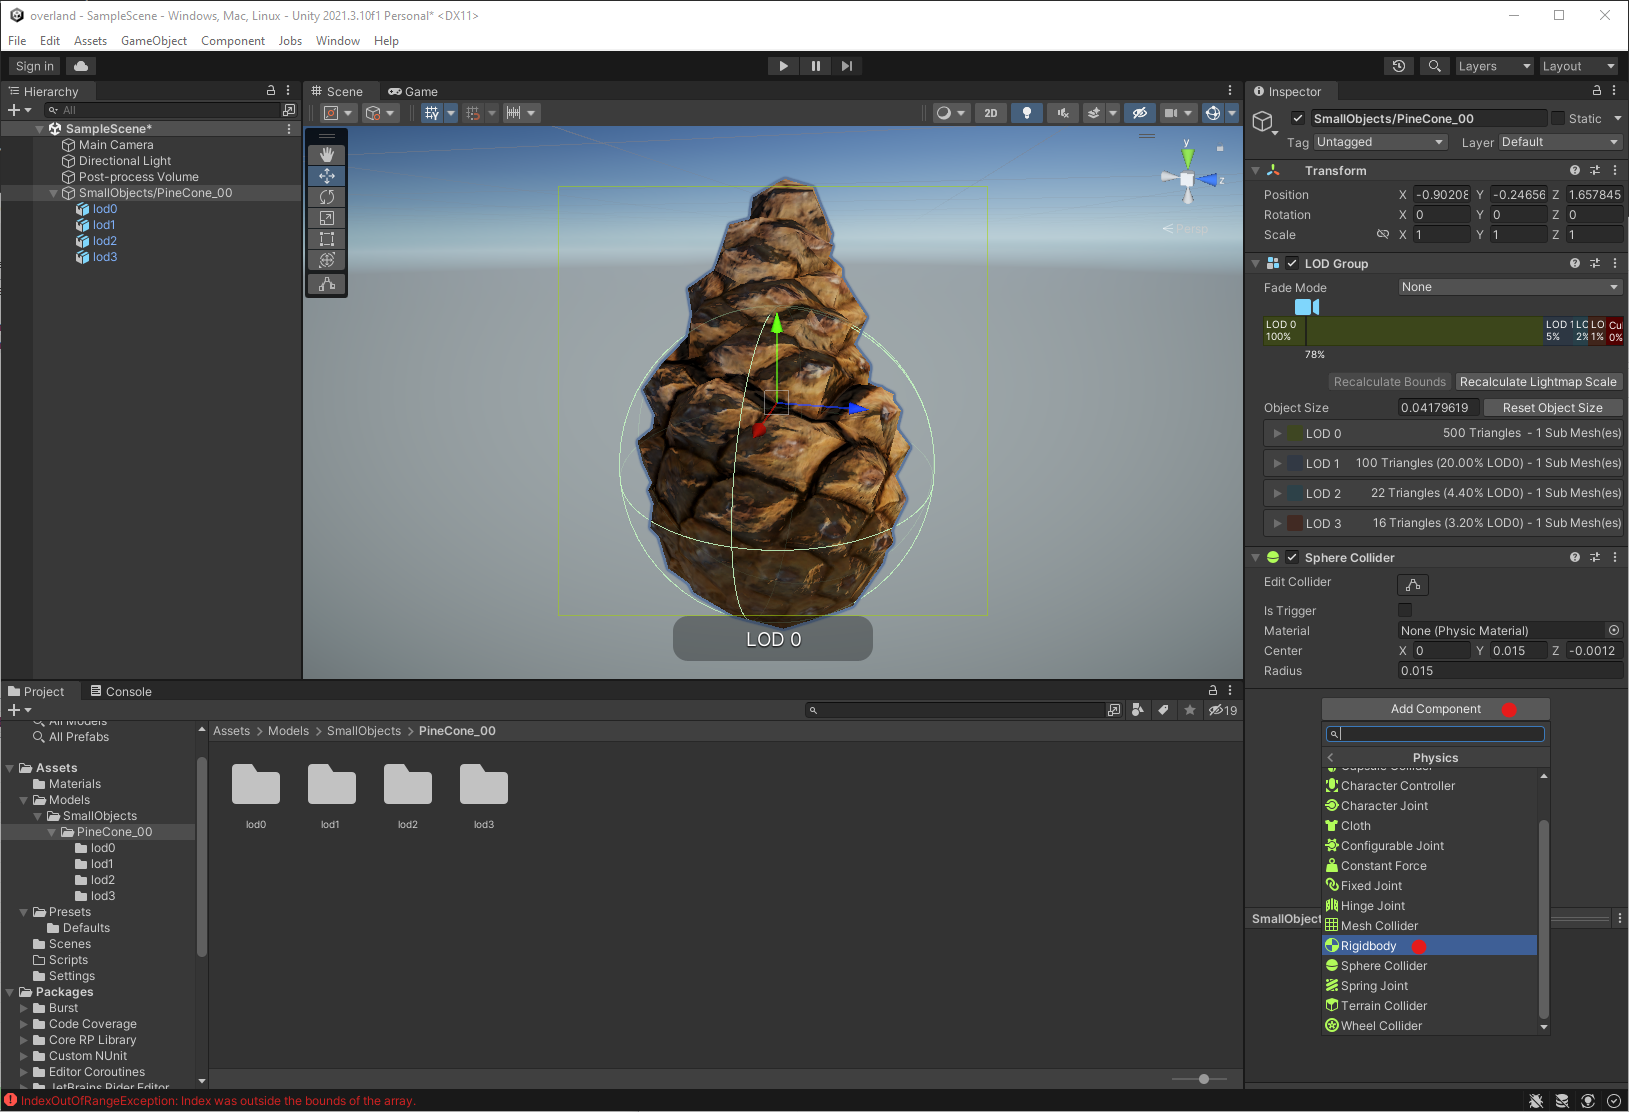 overland - SampleScene - Windows, Mac, Linux - Unity 2021.3.10f1 Personal* <DX11>
File Edit Assets GameObject Component Jobs Window Help
Sign in
Layers
Layout
Hierarchy
All
SampleScene*
Main Camera
Directional Light
Post-process Volume
SmallObjects/PineCone_00
lod0
lod1
lod2
lod3
Scene
Game
2D
y
z
Persp
LOD 0
Inspector
SmallObjects/PineCone_00
Static
Tag Untagged
Layer Default
Transform
Position X -0.90208 Y -0.24656 Z 1.657845
Rotation X 0 Y 0 Z 0
Scale X 1 Y 1 Z 1
LOD Group
Fade Mode None
LOD 0 LOD 1 LO LO Cu
100% 5% 2% 1% 0%
78%
Recalculate Bounds Recalculate Lightmap Scale
Object Size 0.04179619 Reset Object Size
LOD 0 500 Triangles - 1 Sub Mesh(es)
LOD 1 100 Triangles (20.00% LOD0) - 1 Sub Mesh(es)
LOD 2 22 Triangles (4.40% LOD0) - 1 Sub Mesh(es)
LOD 3 16 Triangles (3.20% LOD0) - 1 Sub Mesh(es)
Sphere Collider
Edit Collider
Is Trigger
Material None (Physic Material)
Center X 0 Y 0.015 Z -0.0012
Radius 0.015
Add Component
Physics
Capsule Collider
Character Controller
Character Joint
Cloth
Configurable Joint
Constant Force
Fixed Joint
Hinge Joint
Mesh Collider
Rigidbody
Sphere Collider
Spring Joint
Terrain Collider
Wheel Collider
SmallObject
Project
Console
19
All Models
All Prefabs
Assets
Materials
Models
SmallObjects
PineCone_00
lod0
lod1
lod2
lod3
Presets
Defaults
Scenes
Scripts
Settings
Packages
Burst
Code Coverage
Core RP Library
Custom NUnit
Editor Coroutines
JetBrains Rider Editor
Assets > Models > SmallObjects > PineCone_00
lod0 lod1 lod2 lod3
IndexOutOfRangeException: Index was outside the bounds of the array.